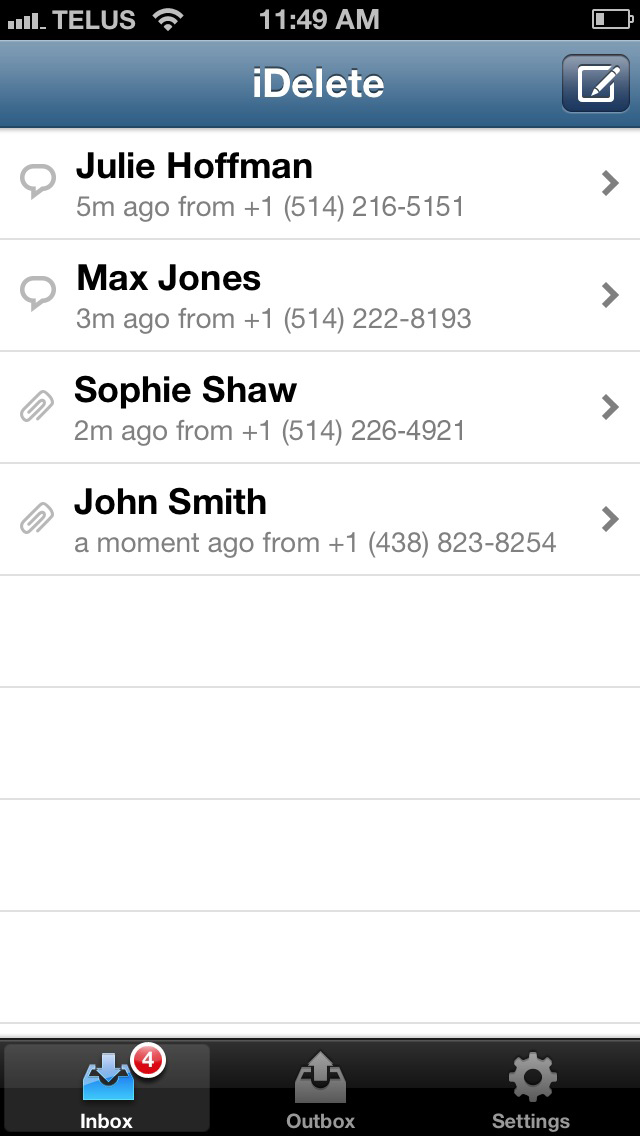 TELUS 11:49 AM
iDelete
Julie Hoffman
5m ago from +1 (514) 216-5151
Max Jones
3m ago from +1 (514) 222-8193
Sophie Shaw
2m ago from +1 (514) 226-4921
John Smith
a moment ago from +1 (438) 823-8254
4
Inbox Outbox Settings